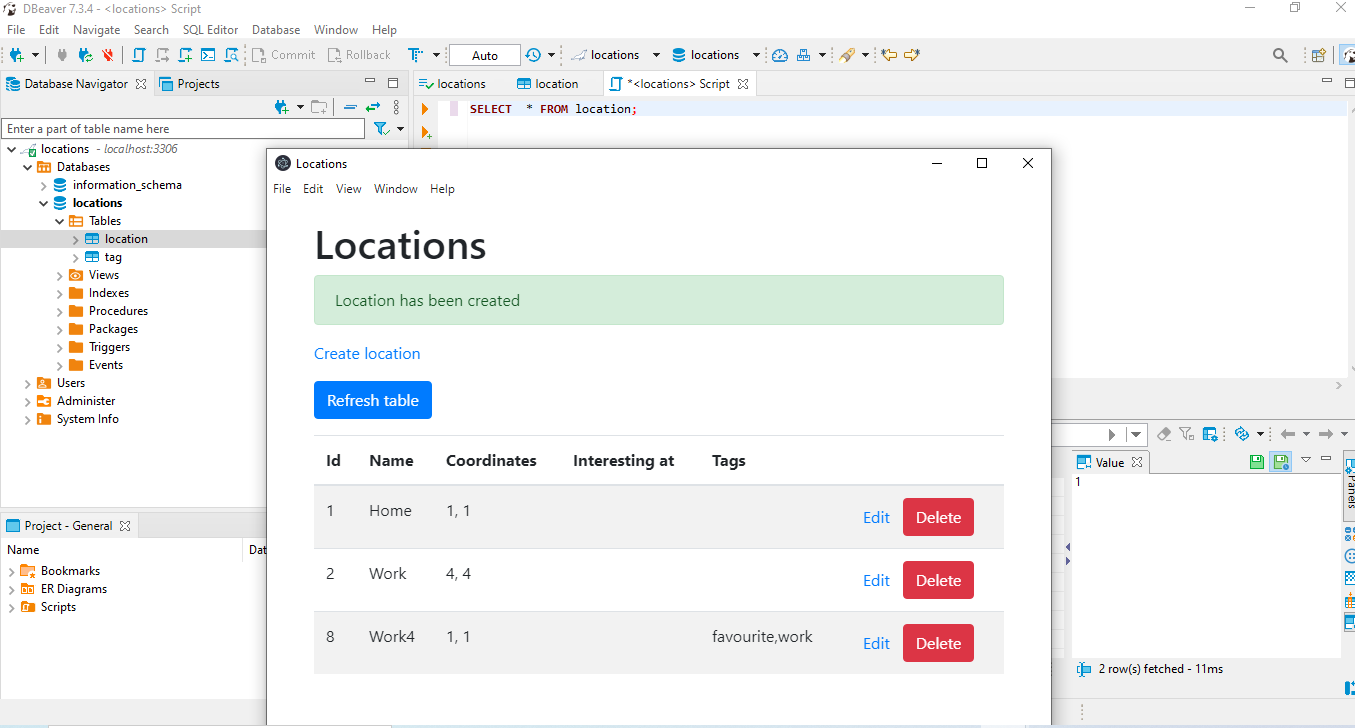 DBeaver 7.3.4 - <locations> Script
File Edit Navigate Search SQL Editor Database Window Help
Commit Rollback Auto locations locations
Database Navigator Projects
locations location *<locations> Script
Enter a part of table name here
SELECT * FROM location;
locations - localhost:3306
Databases
information_schema
locations
Tables
location
tag
Views
Indexes
Procedures
Packages
Triggers
Events
Users
Administer
System Info
Project - General
Name Dat
Bookmarks
ER Diagrams
Scripts
Locations
File Edit View Window Help
Locations
Location has been created
Create location
Refresh table
Id Name Coordinates Interesting at Tags
1 Home 1, 1 Edit Delete
2 Work 4, 4 Edit Delete
8 Work4 1, 1 favourite,work Edit Delete
Value
1
Panels
2 row(s) fetched - 11ms